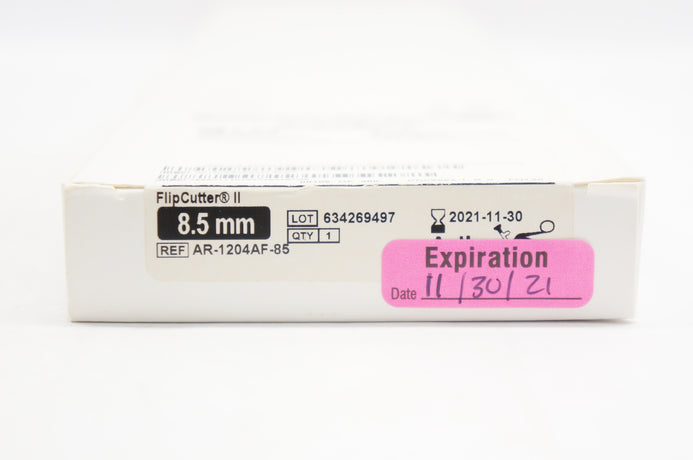 FlipCutter® II
8.5 mm
LOT 634269497
2021-11-30
QTY 1
REF AR-1204AF-85
Expiration
Date 11/30/21